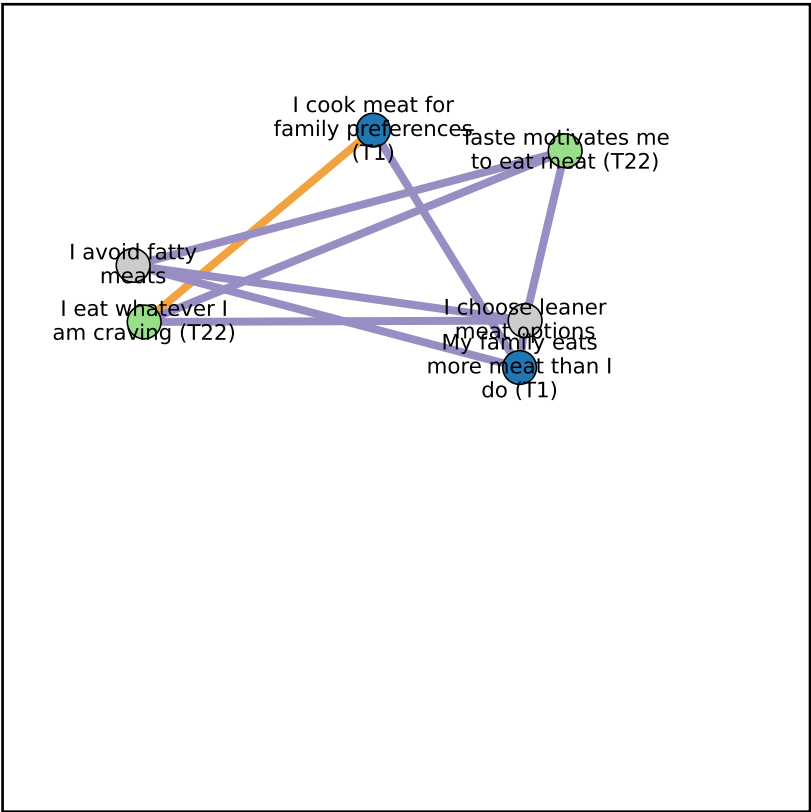 I cook meat for
family preferences
(T1)
Taste motivates me
to eat meat (T22)
I avoid fatty
meats
I eat whatever I
am craving (T22)
I choose leaner
meat options
My family eats
more meat than I
do (T1)